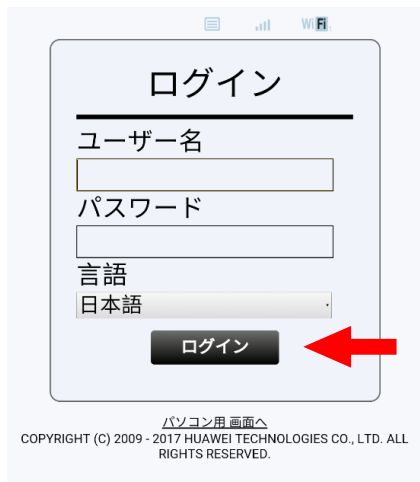 WiFi
ログイン
ユーザー名
パスワード
言語
日本語
ログイン
パソコン用 画面へ
COPYRIGHT (C) 2009 - 2017 HUAWEI TECHNOLOGIES CO., LTD. ALL
RIGHTS RESERVED.